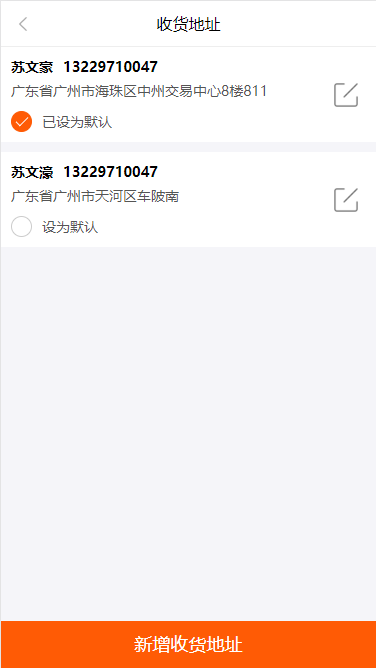 收货地址
苏文家 13229710047
广东省广州市海珠区中州交易中心8楼811
已设为默认
苏文濠 13229710047
广东省广州市天河区车陂南
设为默认
新增收货地址